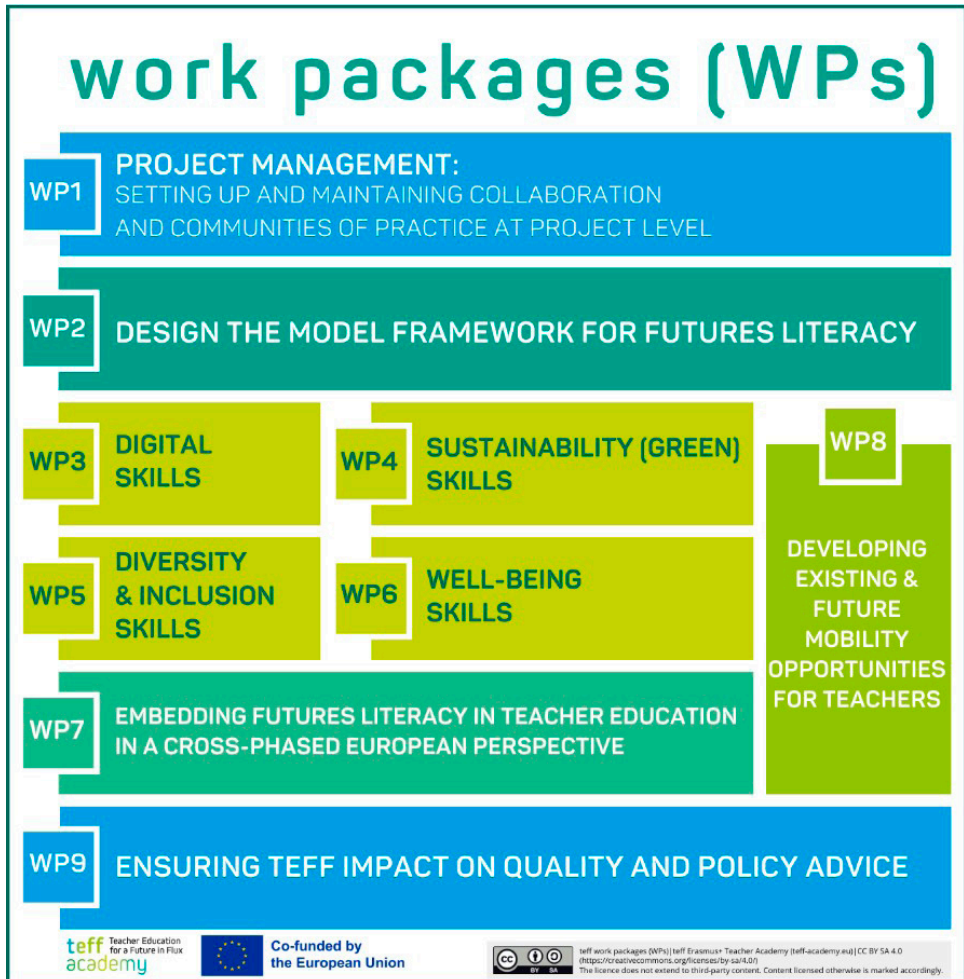 work packages (WPs)
WP1
PROJECT MANAGEMENT:
SETTING UP AND MAINTAINING COLLABORATION
AND COMMUNITIES OF PRACTICE AT PROJECT LEVEL
WP2
DESIGN THE MODEL FRAMEWORK FOR FUTURES LITERACY
WP3
DIGITAL
SKILLS
WP4
SUSTAINABILITY (GREEN)
SKILLS
WP5
DIVERSITY
& INCLUSION
SKILLS
WP6
WELL-BEING
SKILLS
WP8
DEVELOPING
EXISTING &
FUTURE
MOBILITY
OPPORTUNITIES
FOR TEACHERS
WP7
EMBEDDING FUTURES LITERACY IN TEACHER EDUCATION
IN A CROSS-PHASED EUROPEAN PERSPECTIVE
WP9
ENSURING TEFF IMPACT ON QUALITY AND POLICY ADVICE
teff
academy
Teacher Education
for a Future in Flux
Co-funded by
the European Union
cc
BY SA
teff work packages (WPs) | teff Erasmus+ Teacher Academy (teff-academy.eu) | CC BY SA 4.0
(https://creativecommons.org/licenses/by-sa/4.0/)
The licence does not extend to third-party content. Content licensed otherwise is marked accordingly.